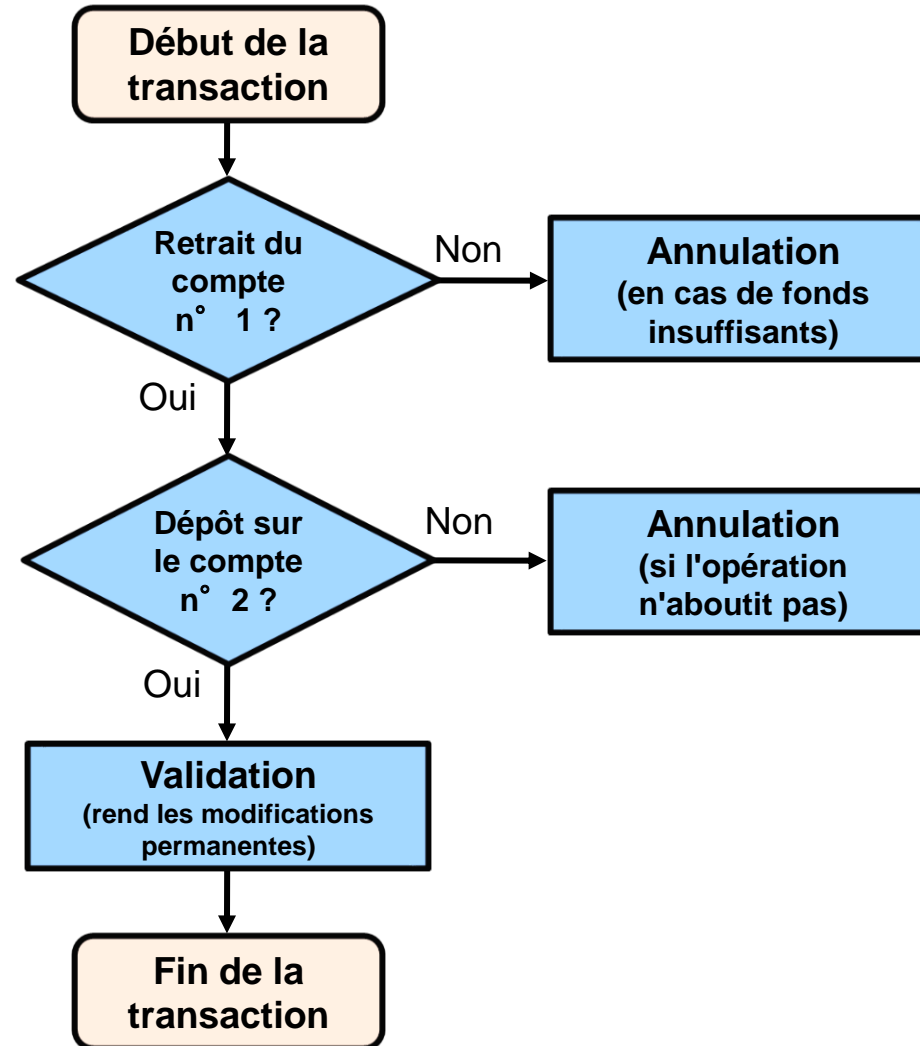 Début de la
transaction
Retrait du
compte
n° 1 ?
Non
Annulation
(en cas de fonds
insuffisants)
Oui
Dépôt sur
le compte
n° 2 ?
Non
Annulation
(si l'opération
n'aboutit pas)
Oui
Validation
(rend les modifications
permanentes)
Fin de la
transaction